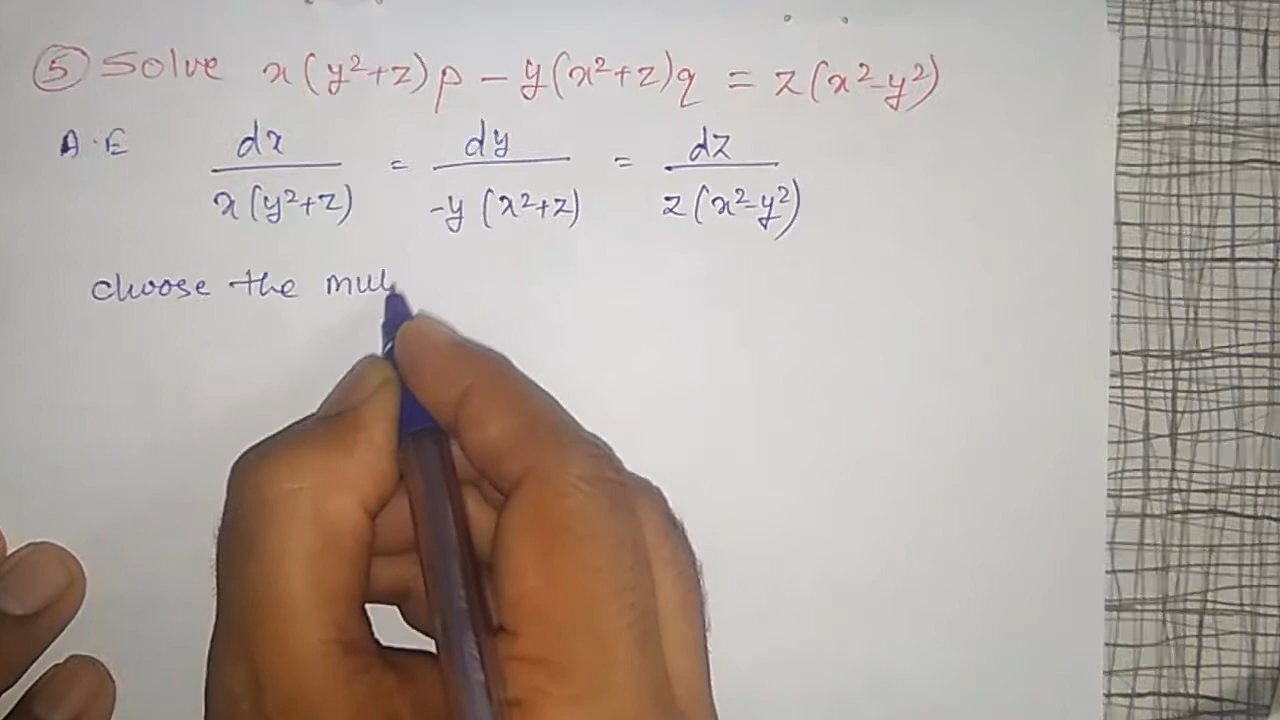 ⑤ Solve x(y²+z)p - y(x²+z)q = z(x²-y²)
A.E dx/x(y²+z) = dy/-y(x²+z) = dz/z(x²-y²)
choose the mul